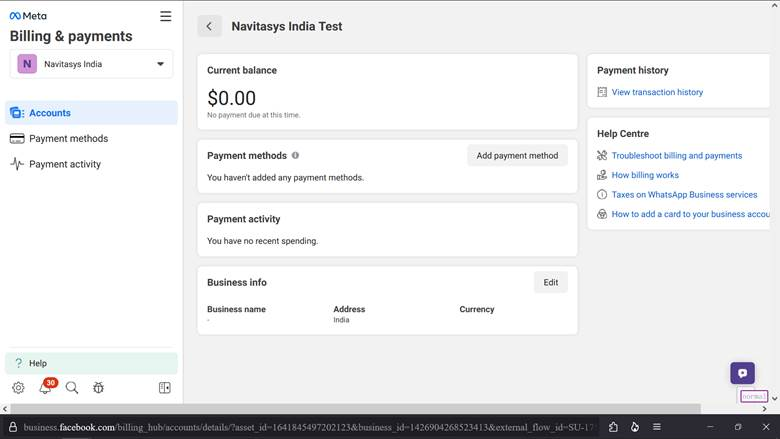 Meta
Billing & payments
N Navitasys India
Accounts
Payment methods
Payment activity
? Help
30
Navitasys India Test
Current balance
$0.00
No payment due at this time.
Payment methods
Add payment method
You haven't added any payment methods.
Payment activity
You have no recent spending.
Business info
Edit
Business name Address Currency
- India
Payment history
View transaction history
Help Centre
Troubleshoot billing and payments
How billing works
Taxes on WhatsApp Business services
How to add a card to your business accou
normal
business.facebook.com/billing_hub/accounts/details/?asset_id=1641845497202123&business_id=142690426852341​3&external_flow_id=SU-17